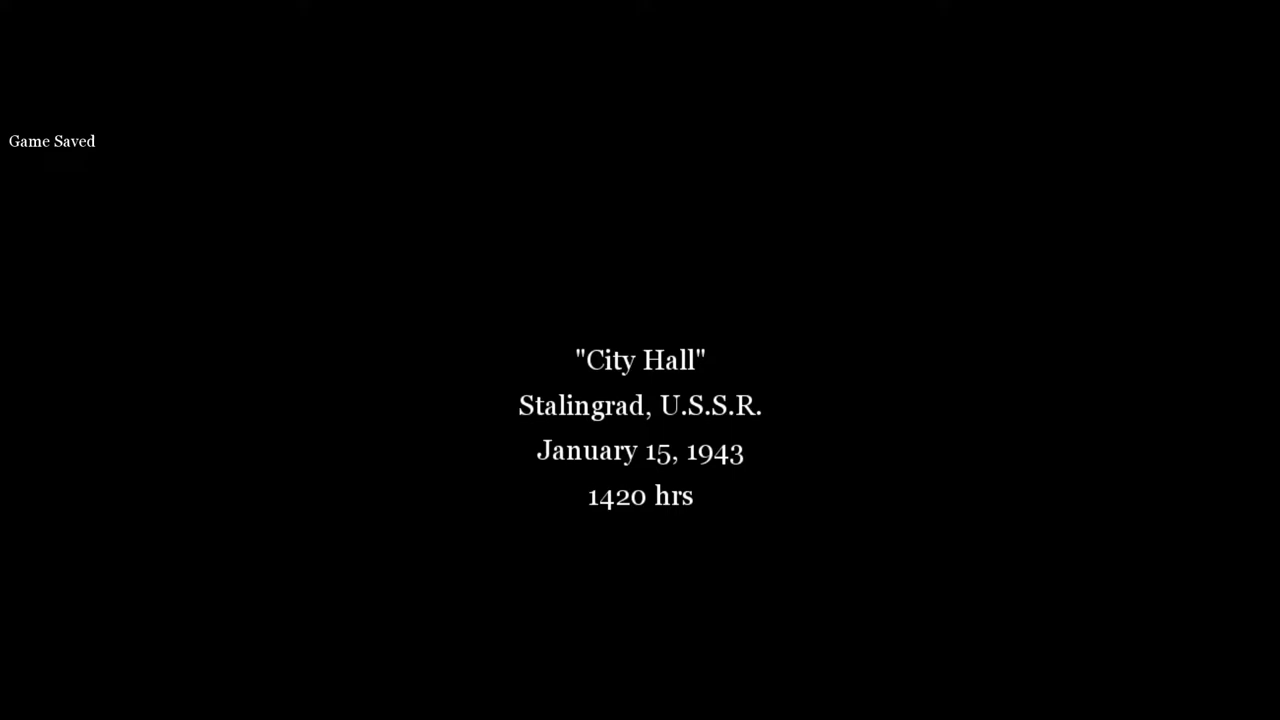 Game Saved
"City Hall"
Stalingrad, U.S.S.R.
January 15, 1943
1420 hrs